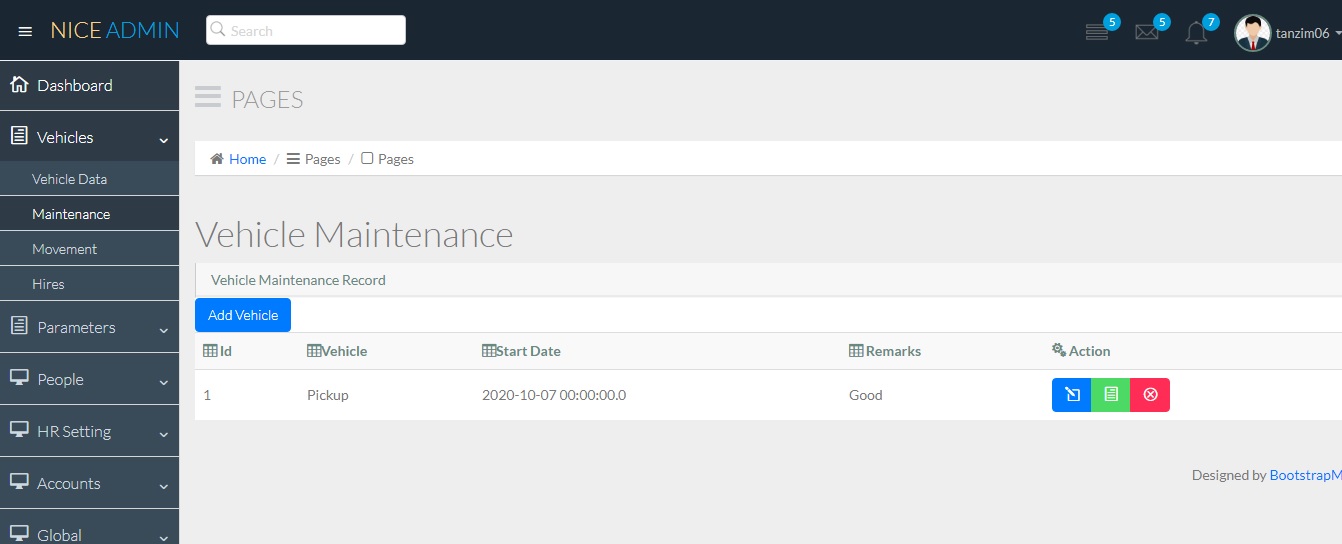 NICE ADMIN
Search
5
5
7
tanzim06
Dashboard
Vehicles
Vehicle Data
Maintenance
Movement
Hires
Parameters
People
HR Setting
Accounts
Global
PAGES
Home / Pages / Pages
Vehicle Maintenance
Vehicle Maintenance Record
Add Vehicle
Id Vehicle Start Date Remarks Action
1 Pickup 2020-10-07 00:00:00.0 Good
Designed by BootstrapM